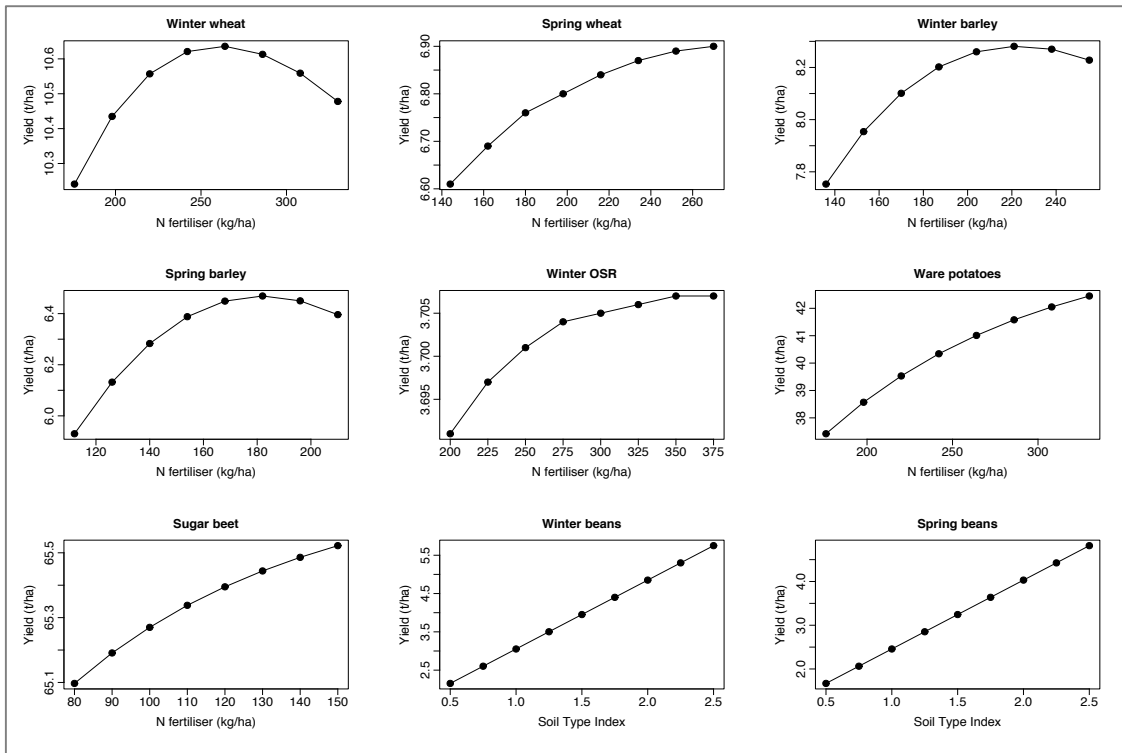 Winter wheat
Yield (t/ha)
10.3 10.4 10.5 10.6
200 250 300
N fertiliser (kg/ha)
Spring wheat
Yield (t/ha)
6.60 6.70 6.80 6.90
140 160 180 200 220 240 260
N fertiliser (kg/ha)
Winter barley
Yield (t/ha)
7.8 8.0 8.2
140 160 180 200 220 240
N fertiliser (kg/ha)
Spring barley
Yield (t/ha)
6.0 6.2 6.4
120 140 160 180 200
N fertiliser (kg/ha)
Winter OSR
Yield (t/ha)
3.695 3.700 3.705
200 225 250 275 300 325 350 375
N fertiliser (kg/ha)
Ware potatoes
Yield (t/ha)
38 39 40 41 42
200 250 300
N fertiliser (kg/ha)
Sugar beet
Yield (t/ha)
65.1 65.3 65.5
80 90 100 110 120 130 140 150
N fertiliser (kg/ha)
Winter beans
Yield (t/ha)
2.5 3.5 4.5 5.5
0.5 1.0 1.5 2.0 2.5
Soil Type Index
Spring beans
Yield (t/ha)
2.0 3.0 4.0
0.5 1.0 1.5 2.0 2.5
Soil Type Index